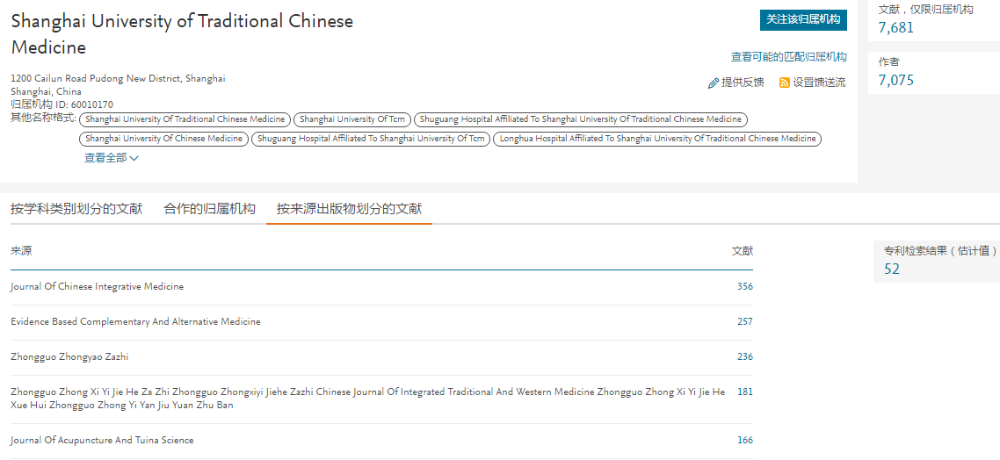 Shanghai University of Traditional Chinese
Medicine
1200 Cailun Road Pudong New District, Shanghai
Shanghai, China
归属机构 ID: 60010170
其他名称格式: Shanghai University Of Traditional Chinese Medicine Shanghai University Of Tcm Shuguang Hospital Affiliated To Shanghai University Of Traditional Chinese Medicine
Shanghai University Of Chinese Medicine Shuguang Hospital Affiliated To Shanghai University Of Tcm Longhua Hospital Affiliated To Shanghai University Of Traditional Chinese Medicine
查看全部
关注该归属机构
查看可能的匹配归属机构
提供反馈 设置馈送流
文献，仅限归属机构
7,681
作者
7,075
按学科类别划分的文献 合作的归属机构 按来源出版物划分的文献
来源 文献
Journal Of Chinese Integrative Medicine 356
Evidence Based Complementary And Alternative Medicine 257
Zhongguo Zhongyao Zazhi 236
Zhongguo Zhong Xi Yi Jie He Za Zhi Zhongguo Zhongxiyi Jiehe Zazhi Chinese Journal Of Integrated Traditional And Western Medicine Zhongguo Zhong Xi Yi Jie He 181
Xue Hui Zhongguo Zhong Yi Yan Jiu Yuan Zhu Ban
Journal Of Acupuncture And Tuina Science 166
专利检索结果（估计值）
52